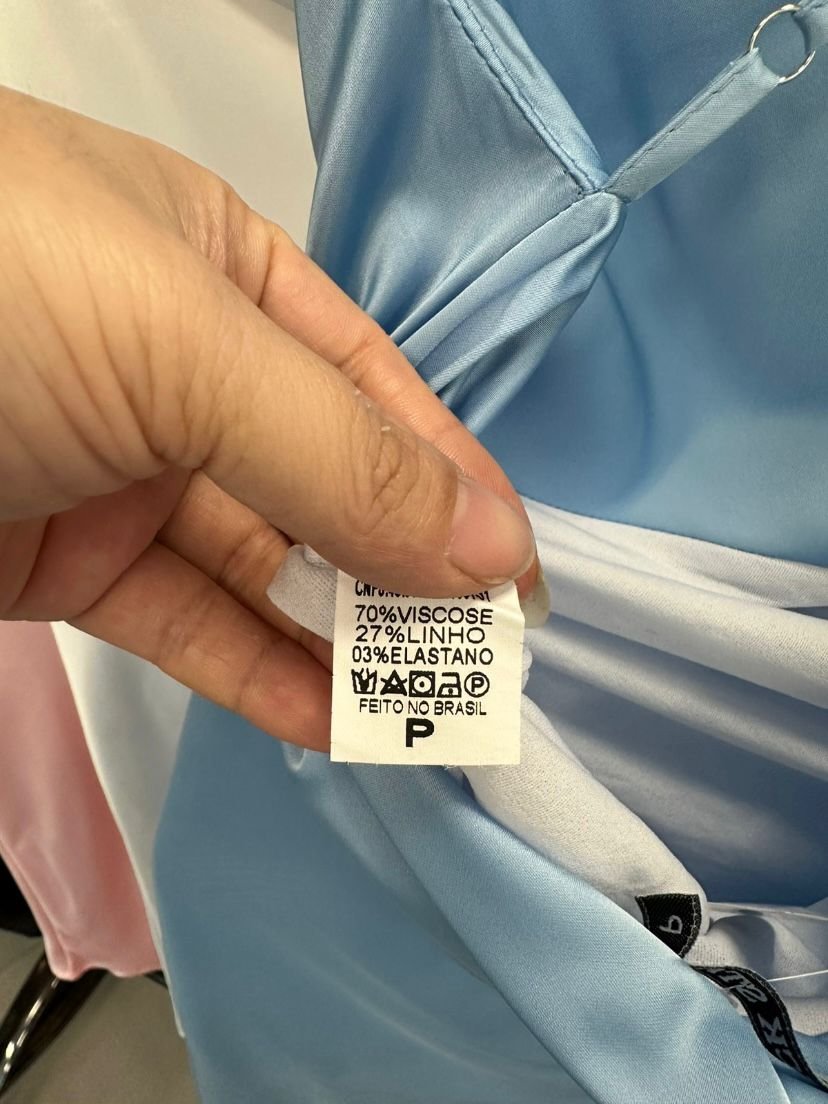 70%VISCOSE
27%LINHO
03%ELASTANO
P
FEITO NO BRASIL
P